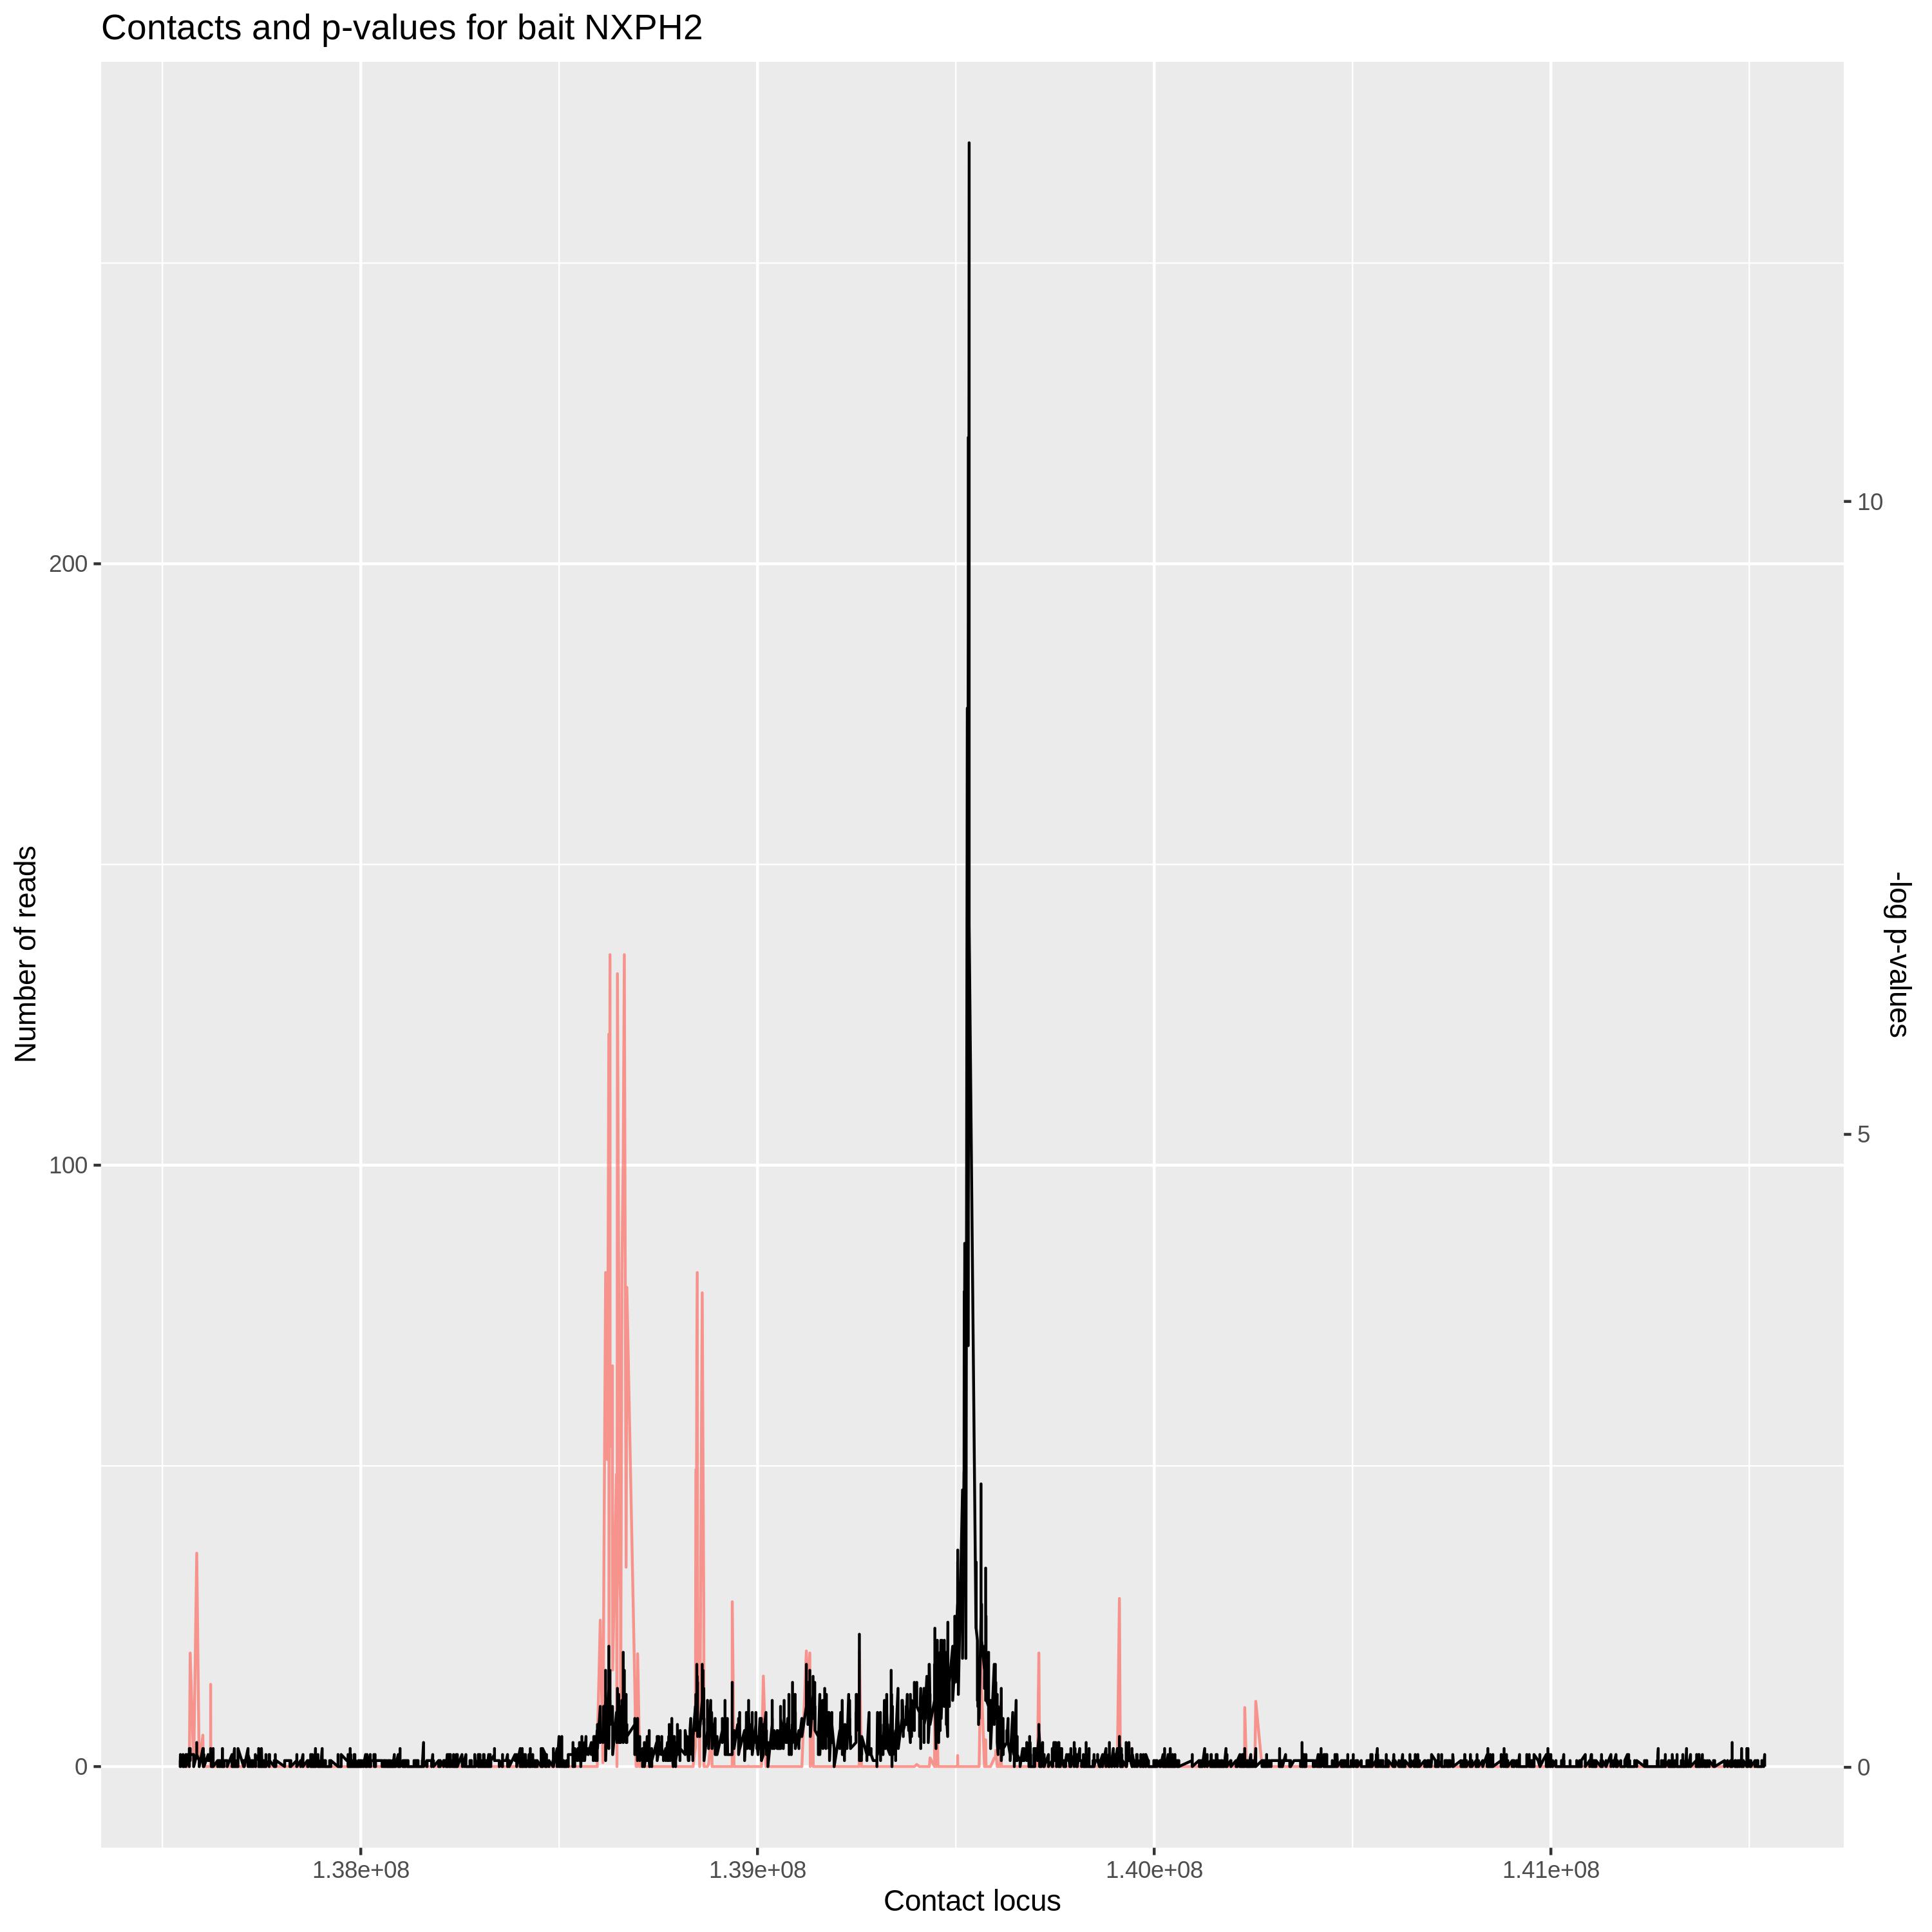 Contacts and p-values for bait NXPH2
Number of reads
200
100
0
10
5
0
-log p-values
1.38e+08
1.39e+08
1.40e+08
1.41e+08
Contact locus